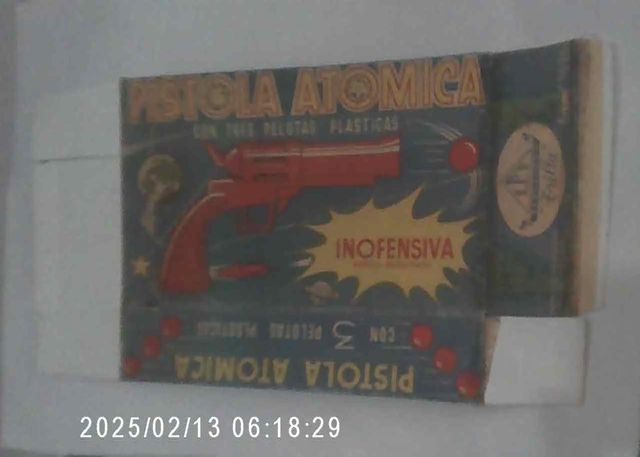 PISTOLA ATOMICA
CON TRES PELOTAS PLASTICAS
INOFENSIVA
CON 3 PELOTAS PLASTICAS
PISTOLA ATOMICA
2025/02/13 06:18:29